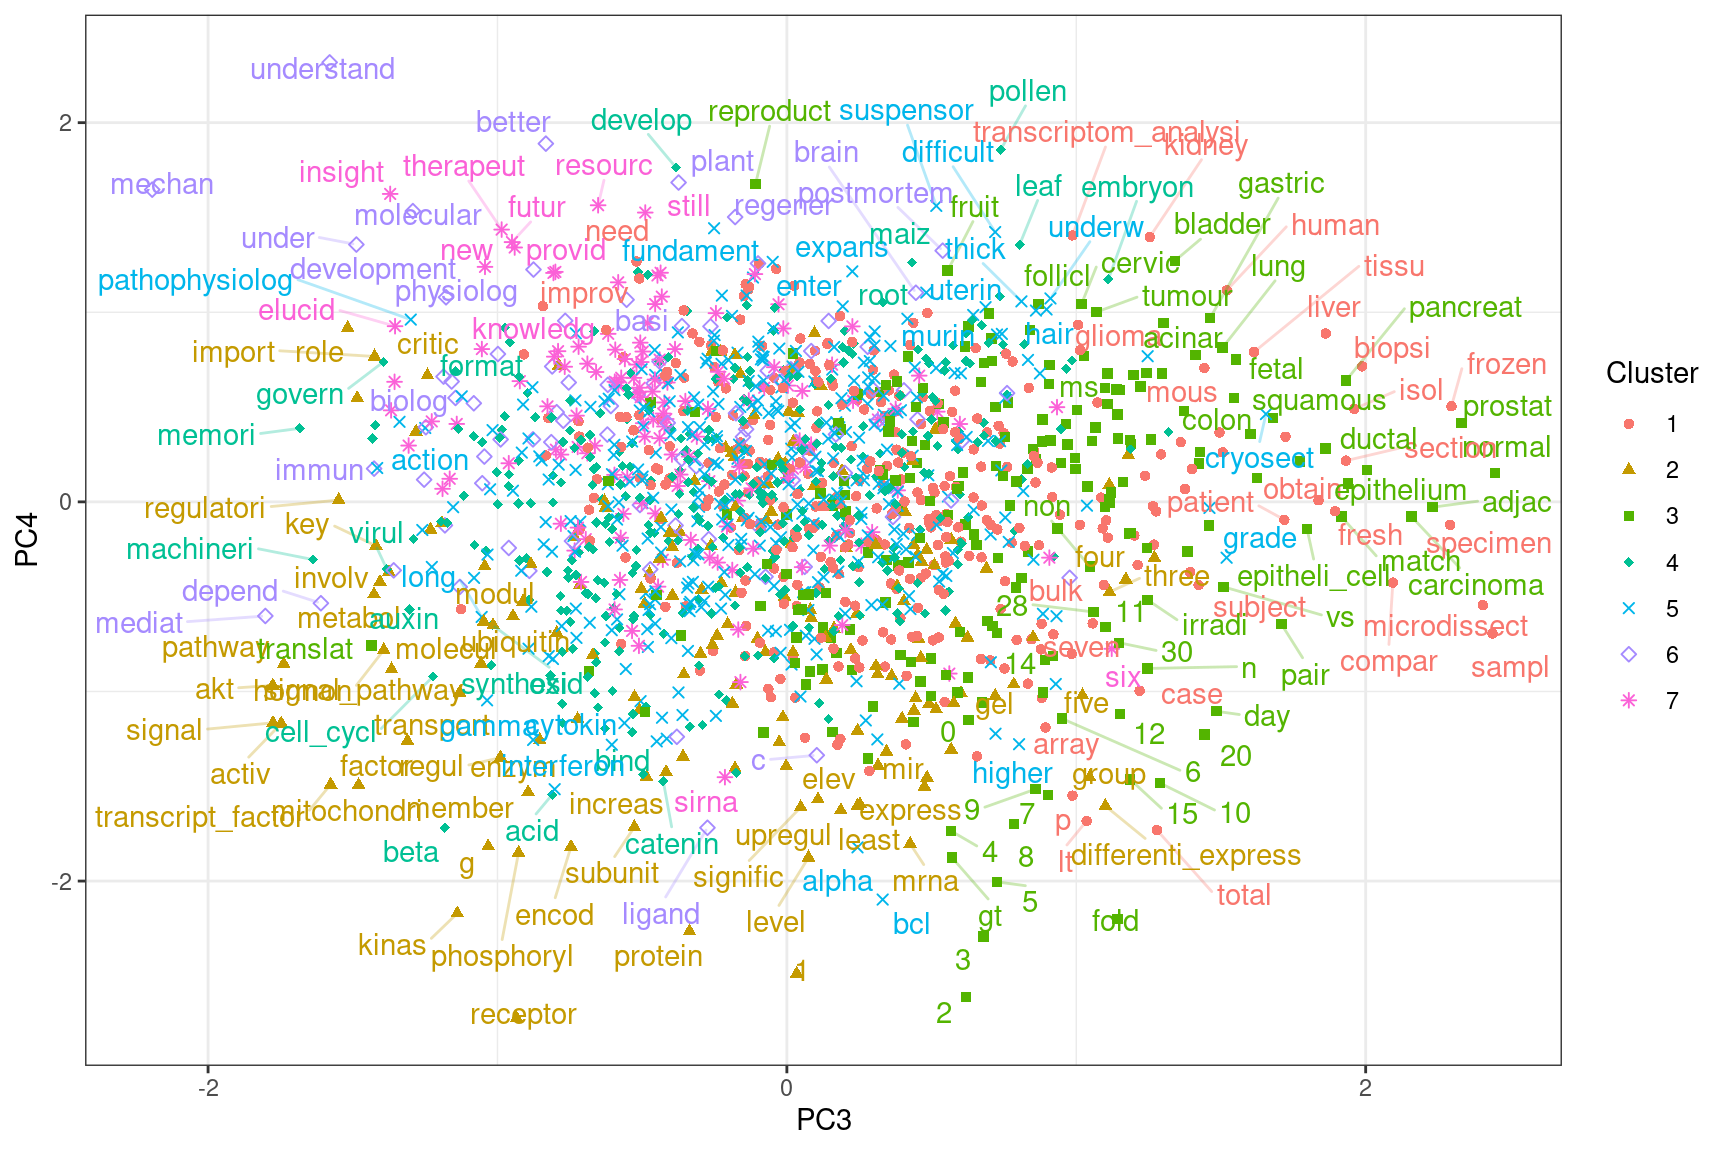 understand
pollen
better
develop
reproduct
suspensor
transcriptom_analysi
kidney
insight
therapeut
resourc
plant
brain
difficult
mechan
molecular
futur
still
regener
postmortem
fruit
leaf
embryon
gastric
under
new
provid
need
fundament
expans
maiz
thick
underw
bladder
human
pathophysiolog
development
physiolog
improv
enter
root
uterin
follicl
cervic
tumour
lung
tissu
elucid
knowledg
basi
murin
hair
glioma
acinar
liver
pancreat
import
role
critic
format
ms
mous
fetal
biopsi
frozen
govern
biolog
colon
squamous
isol
prostat
memori
action
cryosect
ductal
section
normal
immun
regulatori
non
patient
obtain
epithelium
adjac
key
virul
four
grade
fresh
specimen
machineri
involv
long
three
epitheli_cell
match
carcinoma
depend
modul
bulk
28
11
subject
vs
mediat
metabol
auxin
irradi
microdissect
pathway
translat
molecul
ubiquitin
14
seven
30
n
pair
compar
sampl
akt
hormon
signal_pathway
synthesi
oxid
six
case
signal
cell_cycl
transport
gamma
cytokin
gel
five
day
0
12
activ
factor
regul
enzym
interferon
bind
c
elev
mir
higher
array
group
6
20
transcript_factor
mitochondri
member
increas
sirna
express
9
7
p
15
10
beta
acid
catenin
upregul
least
4
8
lt
differenti_express
g
subunit
signific
alpha
mrna
5
total
encod
ligand
level
bcl
gt
fold
kinas
phosphoryl
protein
1
3
receptor
2
2
0
-2
-2
0
2
PC3
PC4
Cluster
1
2
3
4
5
6
7